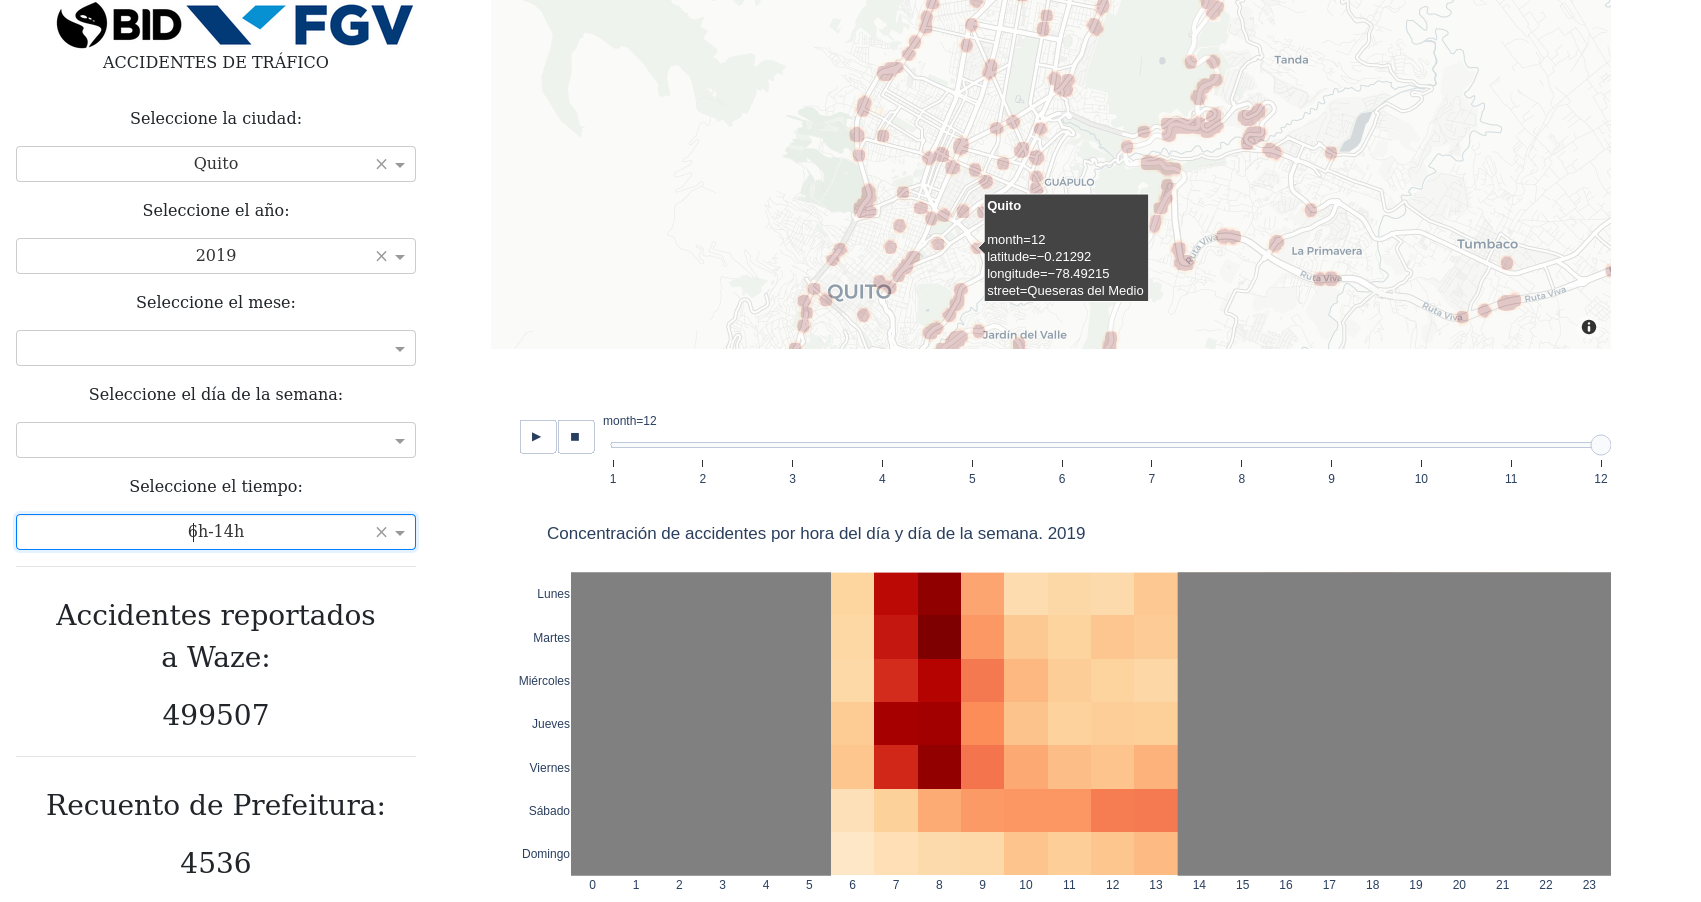 BID FGV
ACCIDENTES DE TRÁFICO
Seleccione la ciudad:
Quito
Seleccione el año:
2019
Seleccione el mese:
Seleccione el día de la semana:
Seleccione el tiempo:
6h-14h
Accidentes reportados
a Waze:
499507
Recuento de Prefeitura:
4536
Tanda
GUÁPULO
Quito
month=12
latitude=−0.21292
longitude=−78.49215
street=Queseras del Medio
Ruta Viva
La Primavera
Tumbaco
Ruta Viva
QUITO
Ruta Viva
Ruta Viva
Jardín del Valle
month=12
1 2 3 4 5 6 7 8 9 10 11 12
Concentración de accidentes por hora del día y día de la semana. 2019
Lunes
Martes
Miércoles
Jueves
Viernes
Sábado
Domingo
0 1 2 3 4 5 6 7 8 9 10 11 12 13 14 15 16 17 18 19 20 21 22 23